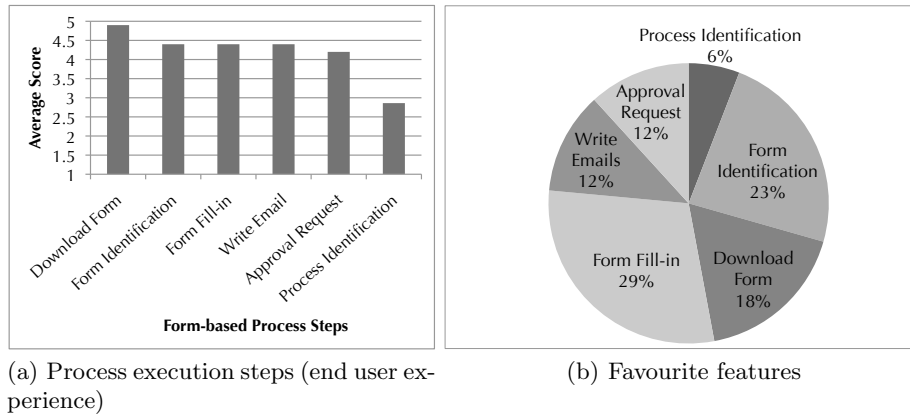 5
4.5
4
3.5
3
2.5
2
1.5
1
Average Score
Download Form
Form Identification
Form Fill-in
Write Email
Approval Request
Process Identification
Form-based Process Steps
(a) Process execution steps (end user ex-
perience)
Process Identification
6%
Form
Identification
23%
Download
Form
18%
Form Fill-in
29%
Write
Emails
12%
Approval
Request
12%
(b) Favourite features